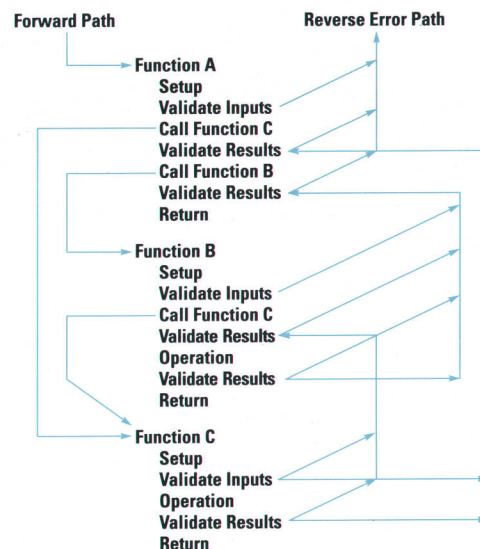 Forward Path
Reverse Error Path
Function A
Setup
Validate Inputs
Call Function C
Validate Results
Call Function B
Validate Results
Return
Function B
Setup
Validate Inputs
Call Function C
Validate Results
Operation
Validate Results
Return
Function C
Setup
Validate Inputs
Operation
Validate Results
Return